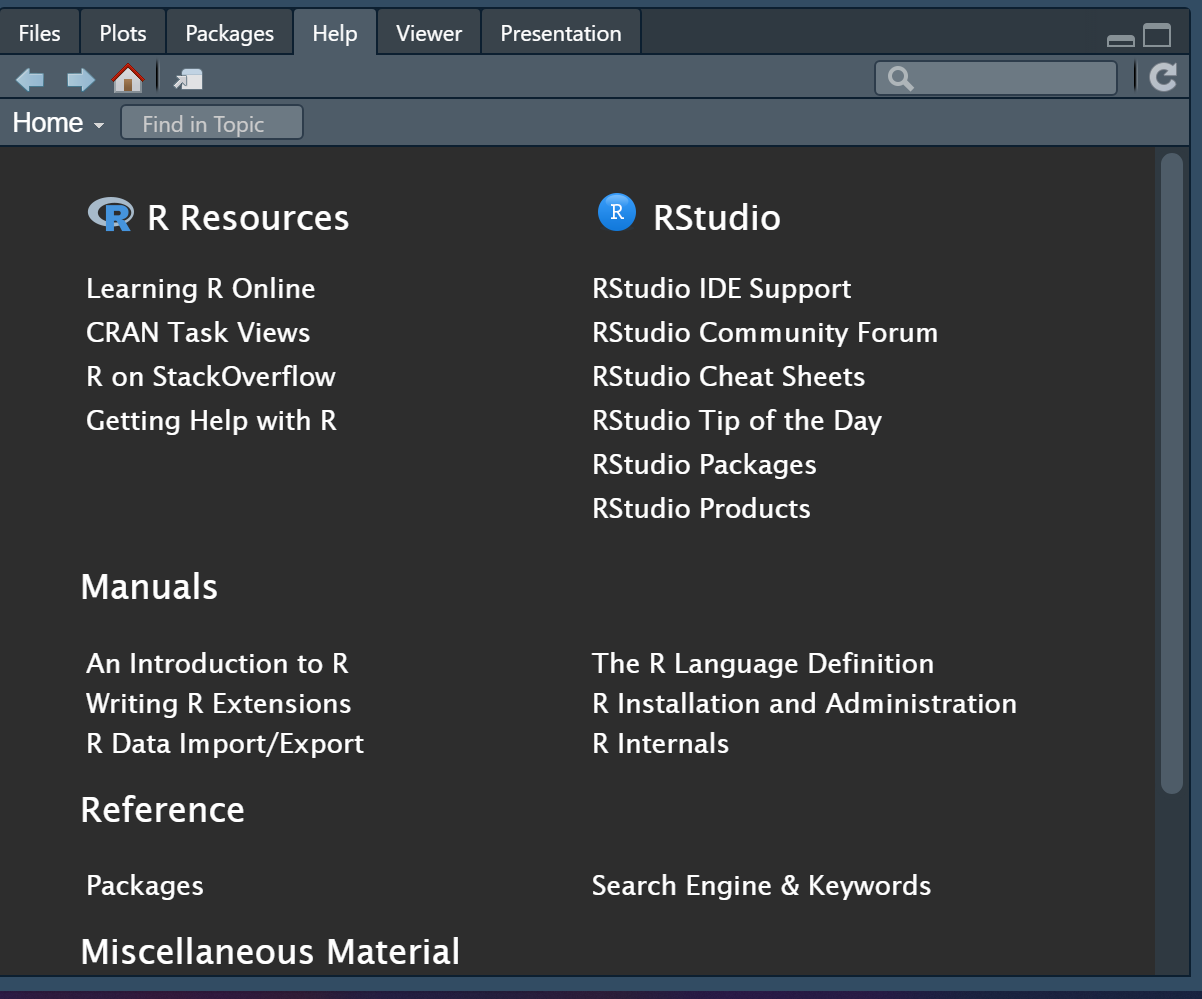 Files Plots Packages Help Viewer Presentation
Home Find in Topic
R Resources
Learning R Online
CRAN Task Views
R on StackOverflow
Getting Help with R
R RStudio
RStudio IDE Support
RStudio Community Forum
RStudio Cheat Sheets
RStudio Tip of the Day
RStudio Packages
RStudio Products
Manuals
An Introduction to R
Writing R Extensions
R Data Import/Export
The R Language Definition
R Installation and Administration
R Internals
Reference
Packages
Search Engine & Keywords
Miscellaneous Material